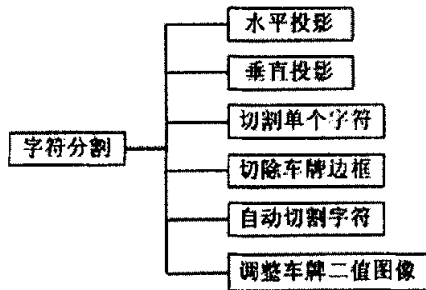 水平投影
垂直投影
切割单个字符
字符分割
切除车牌边框
自动切割字符
调整车牌二值图像